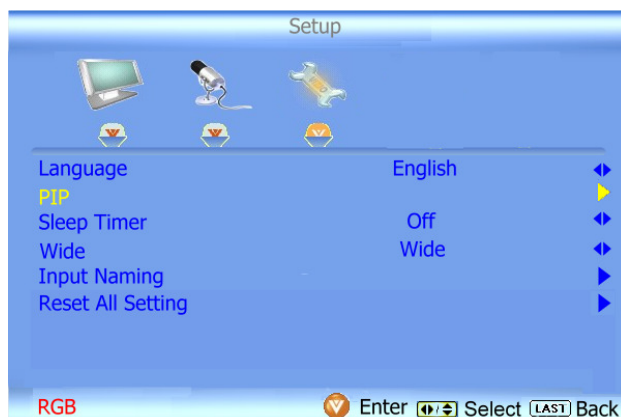 Setup
Language English
PIP
Sleep Timer Off
Wide Wide
Input Naming
Reset All Setting
RGB Enter Select LAST Back